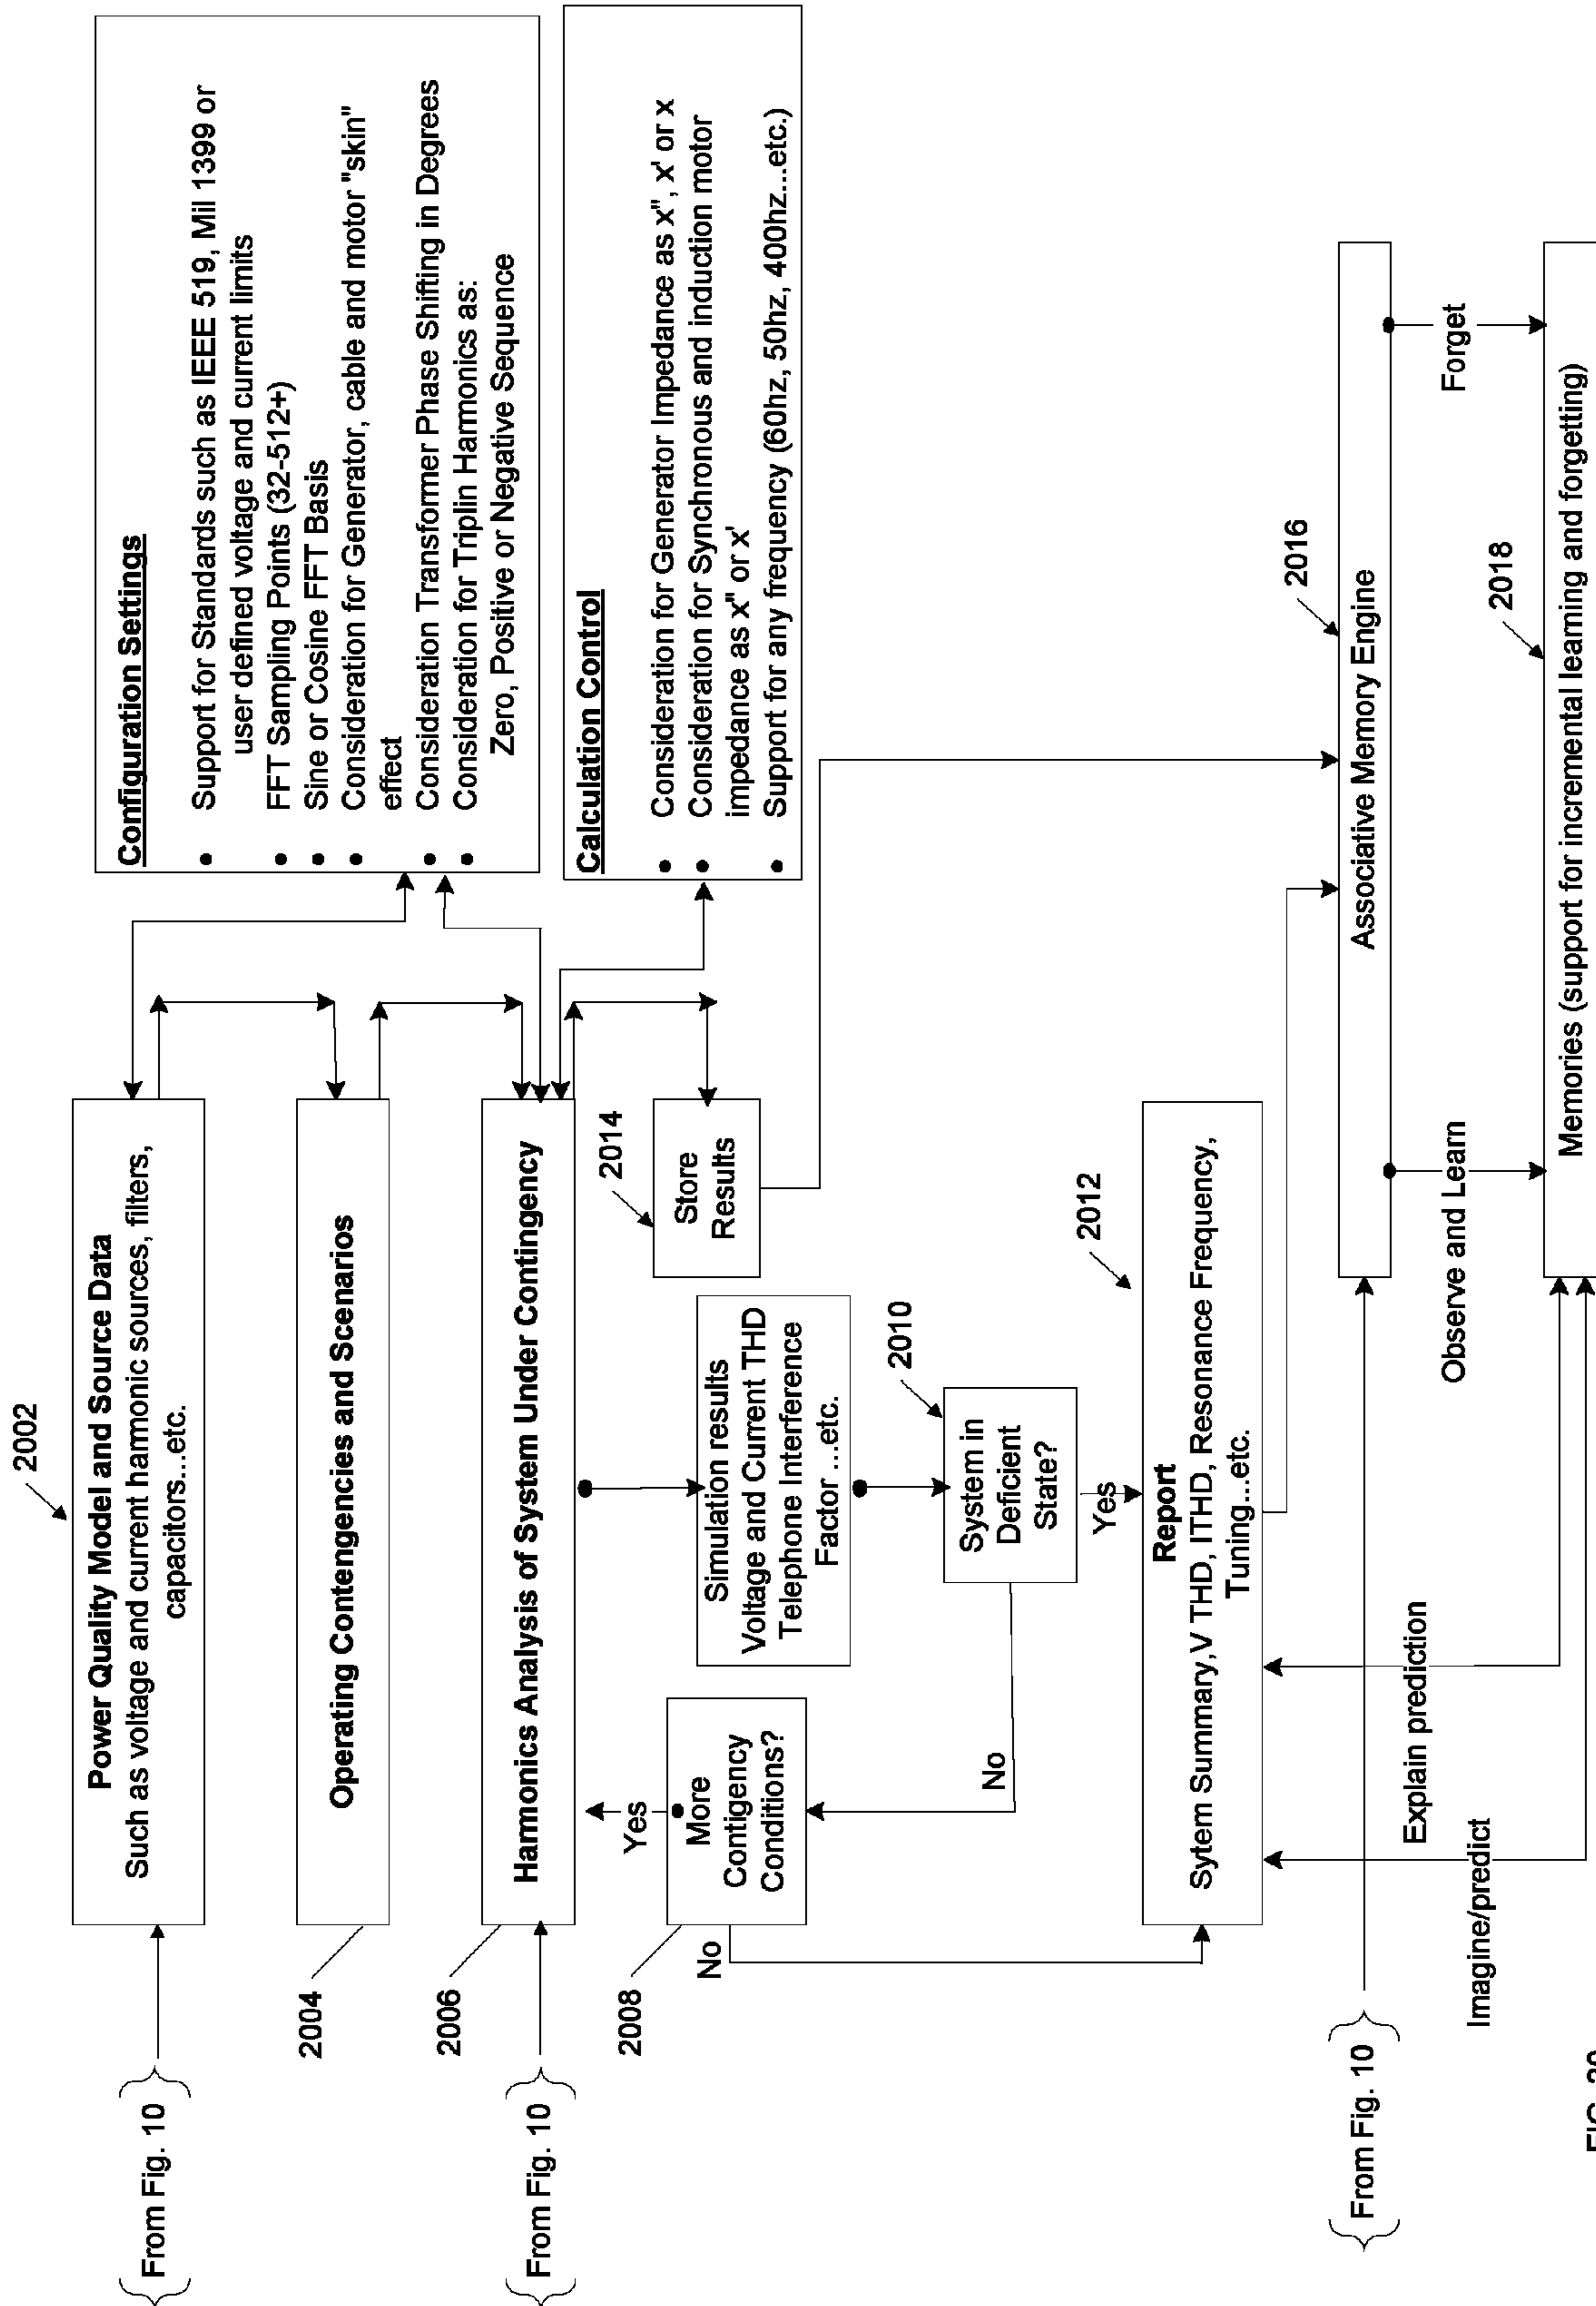 2002
Power Quality Model and Source Data
Such as voltage and current harmonic sources, filters,
capacitors...etc.
From Fig. 10
Configuration Settings
• Support for Standards such as IEEE 519, Mil 1399 or
user defined voltage and current limits
• FFT Sampling Points (32-512+)
• Sine or Cosine FFT Basis
• Consideration for Generator, cable and motor "skin"
effect
• Consideration Transformer Phase Shifting in Degrees
• Consideration for Triplin Harmonics as:
Zero, Positive or Negative Sequence
2004
Operating Contengencies and Scenarios
2006
Harmonics Analysis of System Under Contingency
From Fig. 10
Calculation Control
• Consideration for Generator Impedance as x", x' or x
• Consideration for Synchronous and induction motor
impedance as x" or x'
• Support for any frequency (60hz, 50hz, 400hz...etc.)
2014
Store
Results
Yes
2008
More
Contigency
Conditions?
No
Simulation results
Voltage and Current THD
Telephone Interference
Factor ...etc.
2010
System in
Deficient
State?
No
Yes
2012
Report
Sytem Summary,V THD, ITHD, Resonance Frequency,
Tuning...etc.
2016
Associative Memory Engine
From Fig. 10
Explain prediction
Imagine/predict
Observe and Learn
Forget
2018
Memories (support for incremental learning and forgetting)